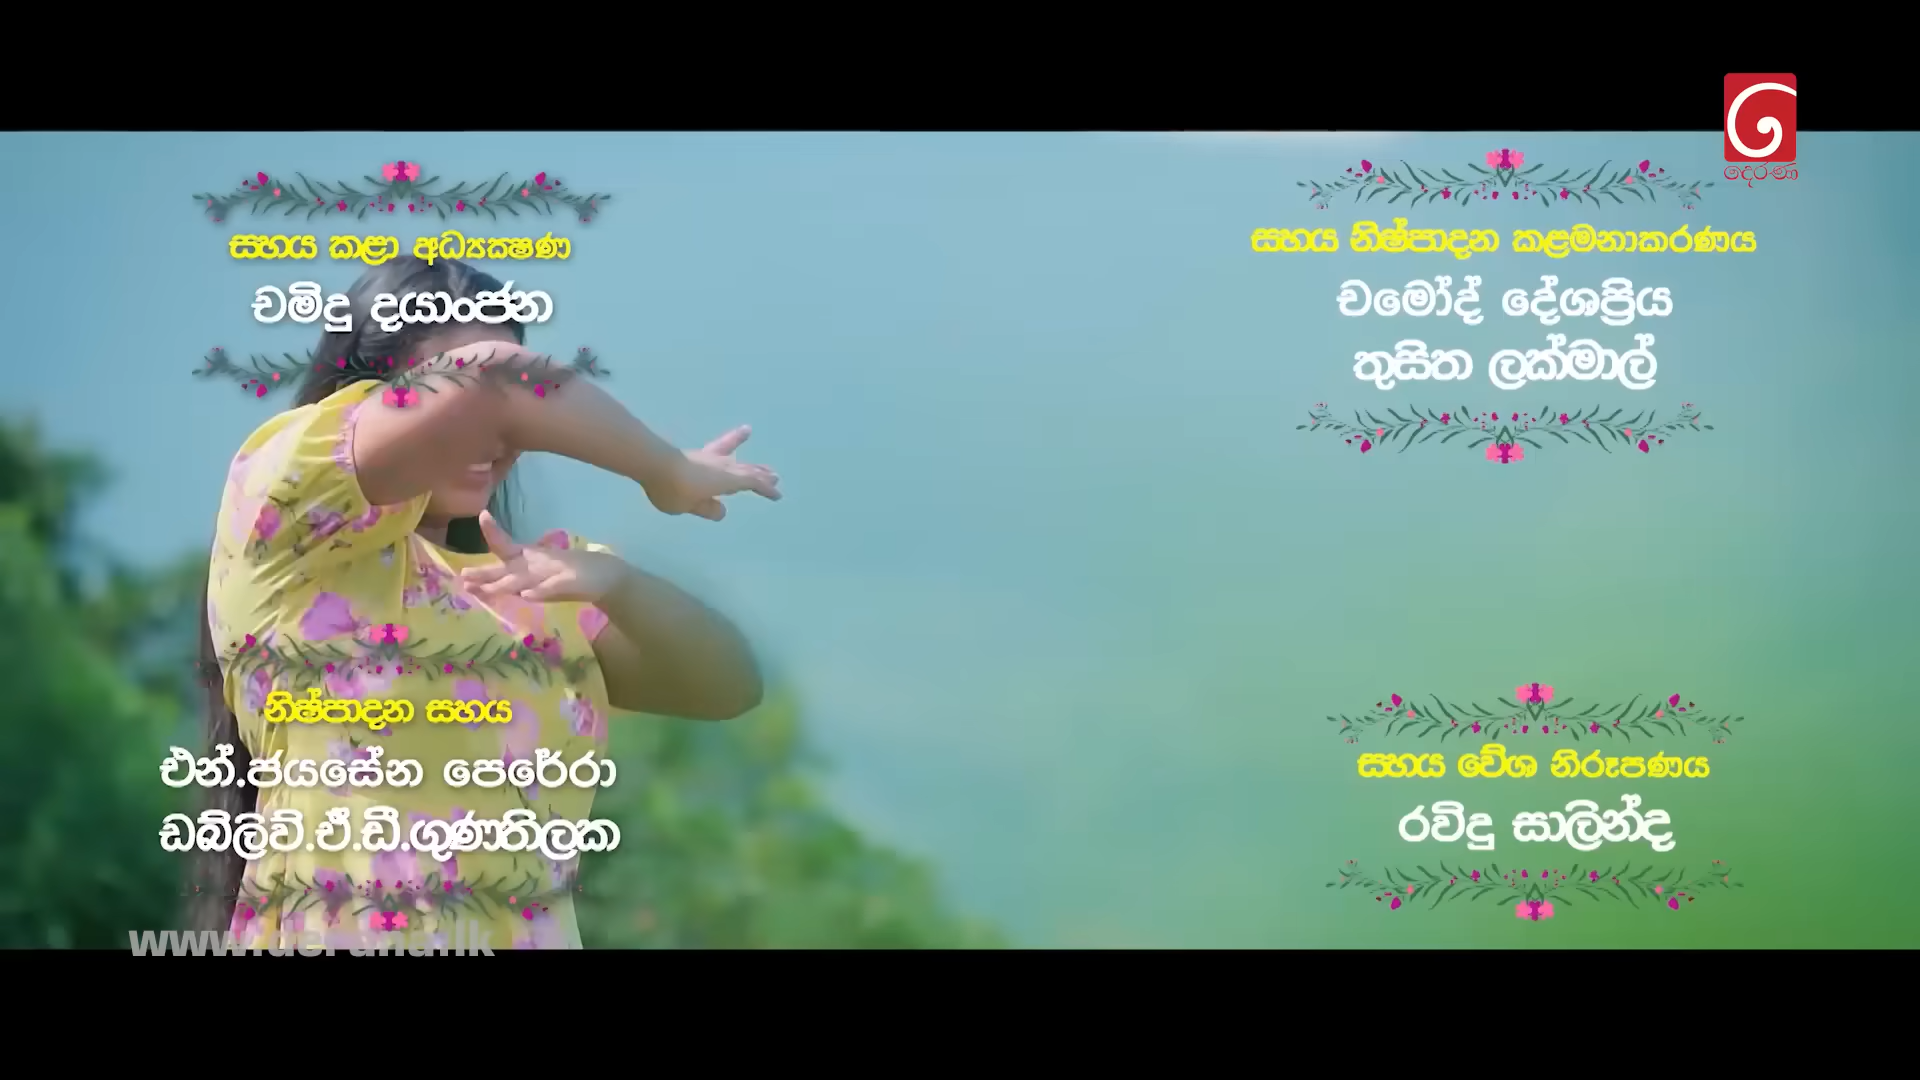 දෙරණ
සහය කළා අධ්‍යක්ෂණ
චමිඳු දයාංජන
සහය නිෂ්පාදන කළමනාකරණය
චමෝද් දේශප්‍රිය
තුසිත ලක්මාල්
නිෂ්පාදන සහය
එන්.ජයසේන පෙරේරා
ඩබ්ලිව්.ඒ.ඩී.ගුණතිලක
සහය වේශ නිරූපණය
රවිඳු සාලින්ද
www.derana.lk